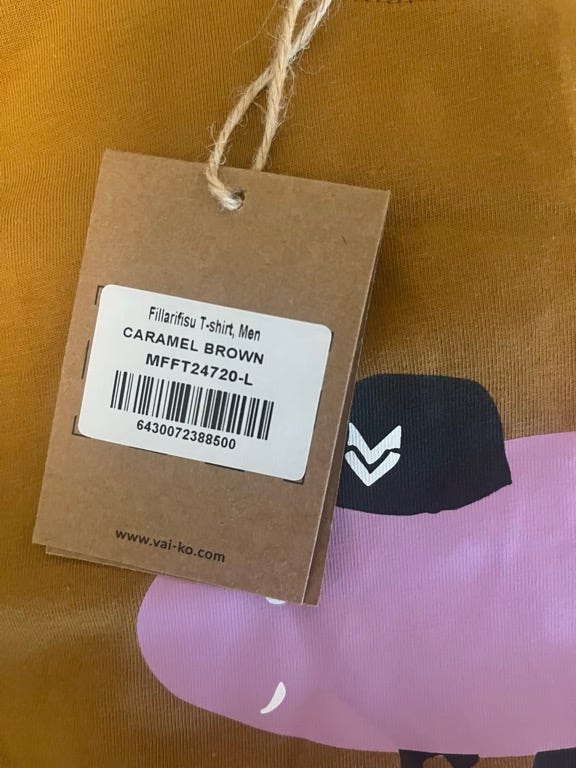 Fillarifisu T-shirt, Men
CARAMEL BROWN
MFFT24720-L
6430072388500
www.vai-ko.com